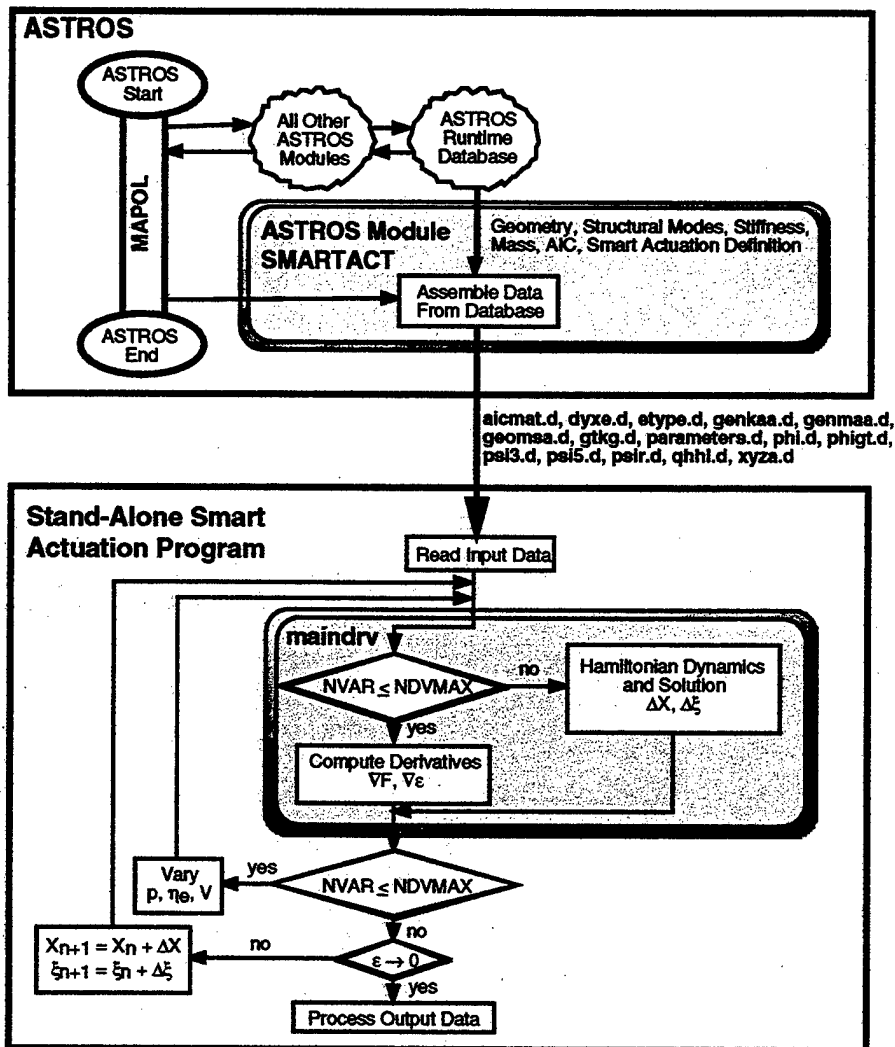 ASTROS
ASTROS
Start
All Other
ASTROS
Modules
ASTROS
Runtime
Database
MAPOL
ASTROS Module
SMARTACT
Geometry, Structural Modes, Stiffness,
Mass, AIC, Smart Actuation Definition
Assemble Data
From Database
ASTROS
End
aicmat.d, dyxe.d, etype.d, genkaa.d, genmaa.d,
geomsa.d, gtkg.d, parameters.d, phi.d, phigt.d,
psi3.d, psi5.d, psir.d, qhhl.d, xyza.d
Stand-Alone Smart
Actuation Program
Read Input Data
maindrv
NVAR ≤ NDVMAX
no
Hamiltonian Dynamics
and Solution
ΔX, Δξ
yes
Compute Derivatives
∇F, ∇ε
yes
Vary
p, ηe, V
NVAR ≤ NDVMAX
no
Xn+1 = Xn + ΔX
ξn+1 = ξn + Δξ
no
ε → 0
yes
Process Output Data